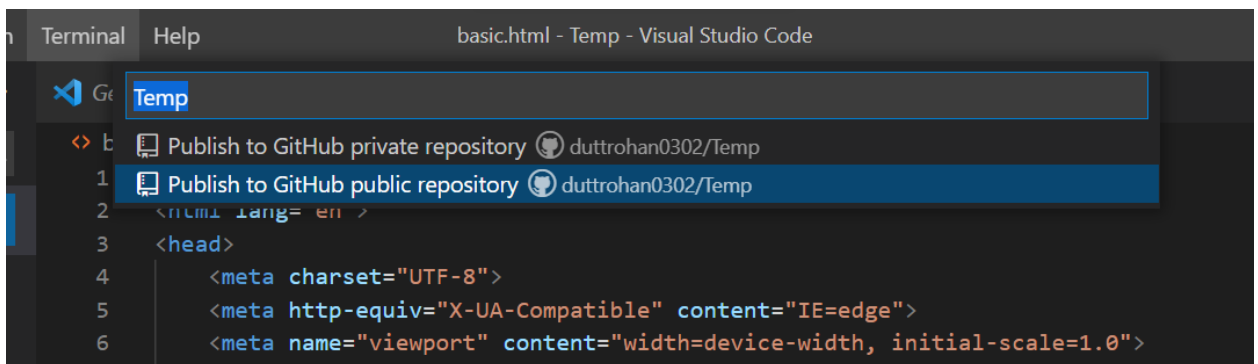 Terminal Help basic.html - Temp - Visual Studio Code
Temp
Publish to GitHub private repository duttrohan0302/Temp
Publish to GitHub public repository duttrohan0302/Temp
1
2 <html lang="en">
3 <head>
4 <meta charset="UTF-8">
5 <meta http-equiv="X-UA-Compatible" content="IE=edge">
6 <meta name="viewport" content="width=device-width, initial-scale=1.0">